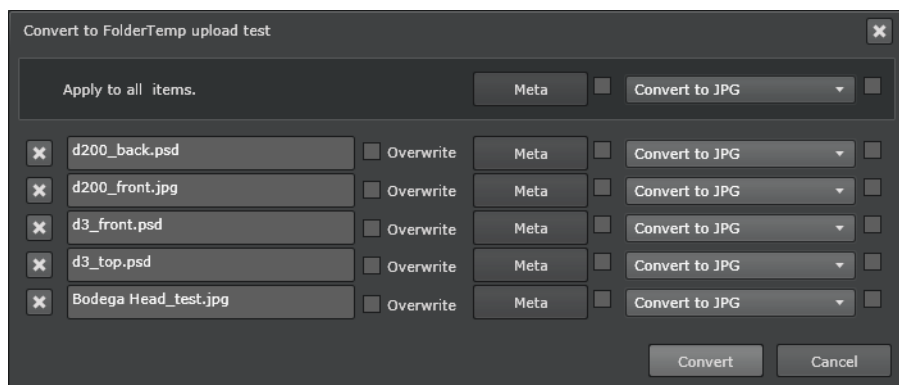 Convert to FolderTemp upload test
Apply to all  items. Meta Convert to JPG
d200_back.psd Overwrite Meta Convert to JPG
d200_front.jpg Overwrite Meta Convert to JPG
d3_front.psd Overwrite Meta Convert to JPG
d3_top.psd Overwrite Meta Convert to JPG
Bodega Head_test.jpg Overwrite Meta Convert to JPG
Convert Cancel